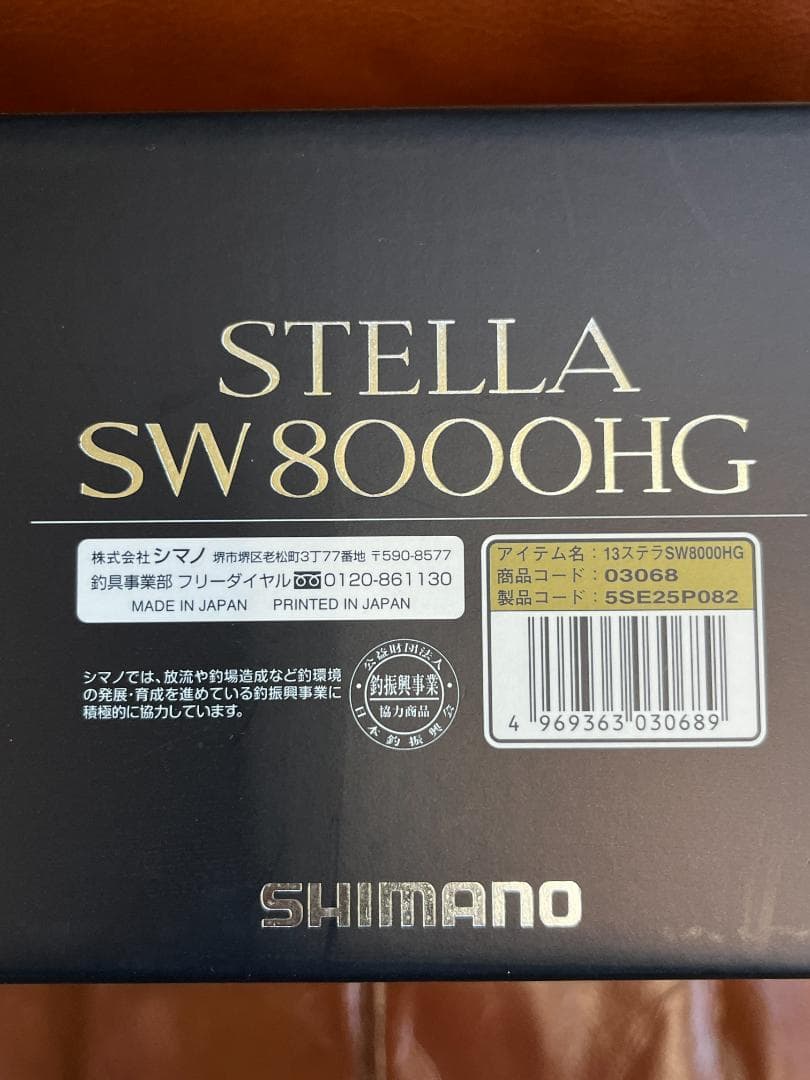 STELLA
SW 8000HG
株式会社 シマノ 堺市堺区老松町3丁77番地 〒590-8577
釣具事業部 フリーダイヤル 0120-861130
MADE IN JAPAN PRINTED IN JAPAN
アイテム名:13ステラSW8000HG
商品コード:03068
製品コード:5SE25P082
4 969363 030689
シマノでは、放流や釣場造成など釣環境
の発展・育成を進めている釣振興事業に
積極的に協力しています。
公益財団法人
釣振興事業
協力商品
日本釣振興会
SHIMANO